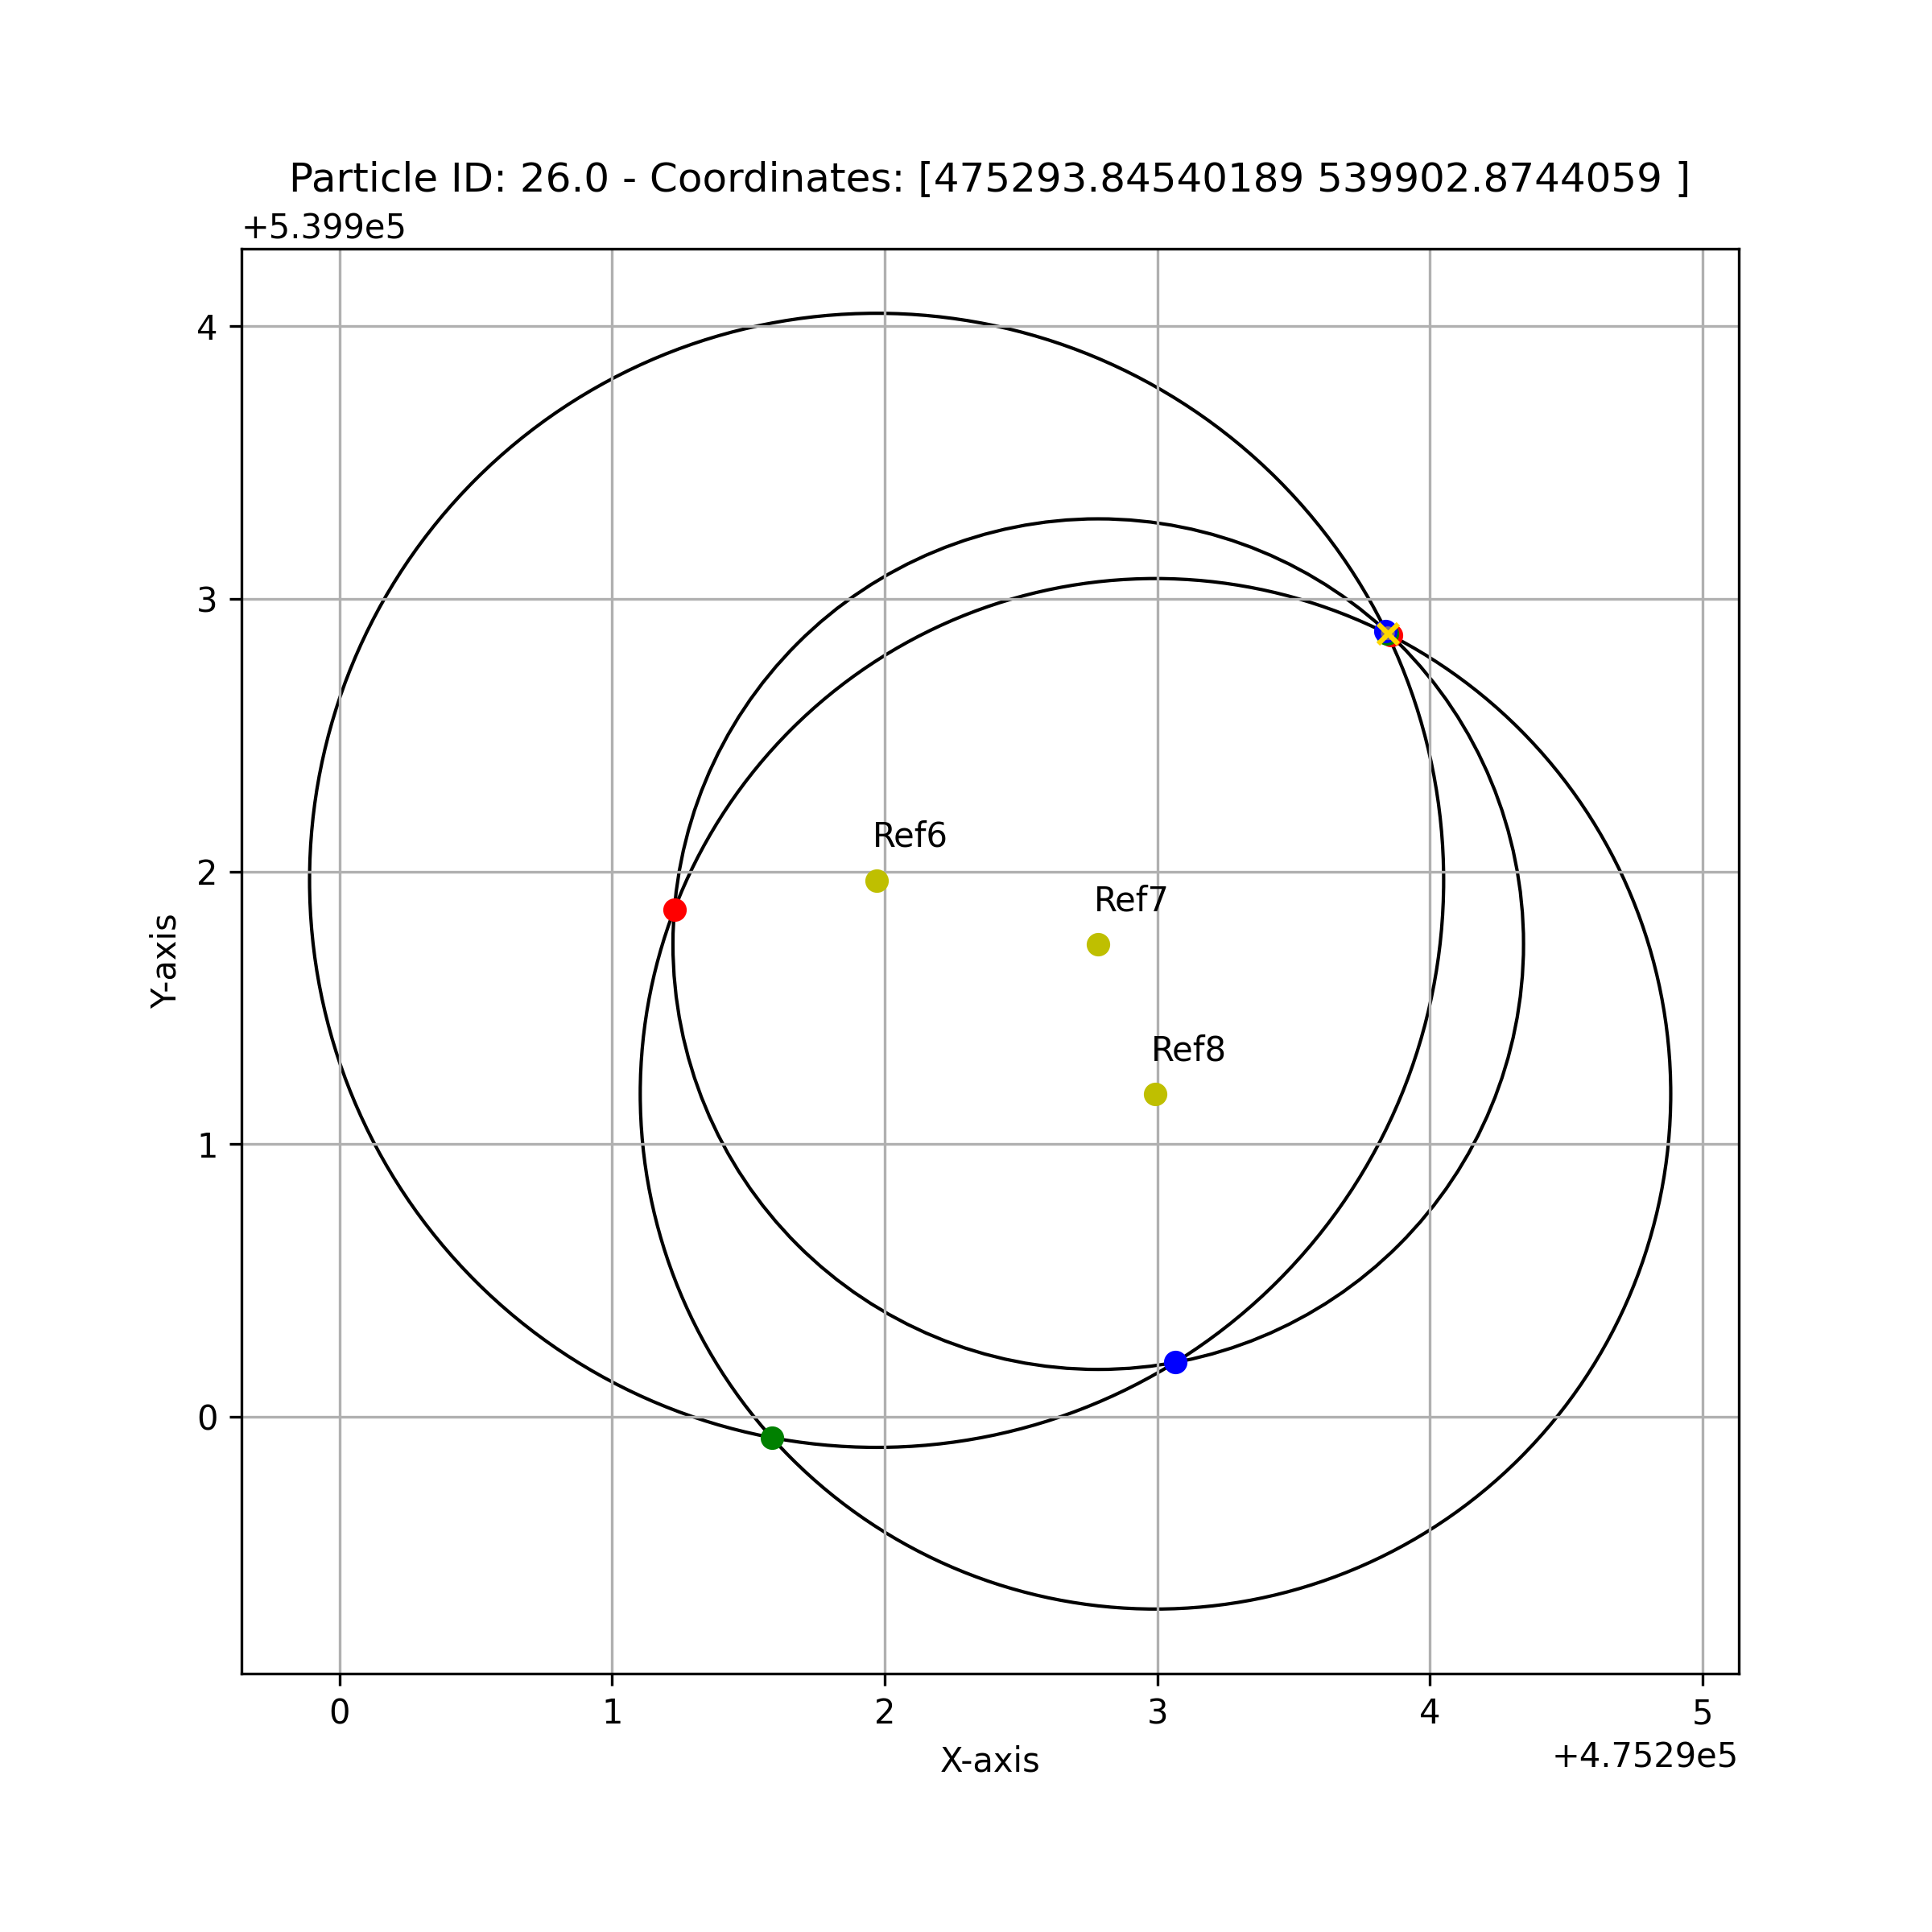 Particle ID: 26.0 - Coordinates: [475293.84540189 539902.8744059 ]
+5.399e5
4
3
2
1
0
Y-axis
Ref6
Ref7
Ref8
0 1 2 3 4 5
X-axis
+4.7529e5